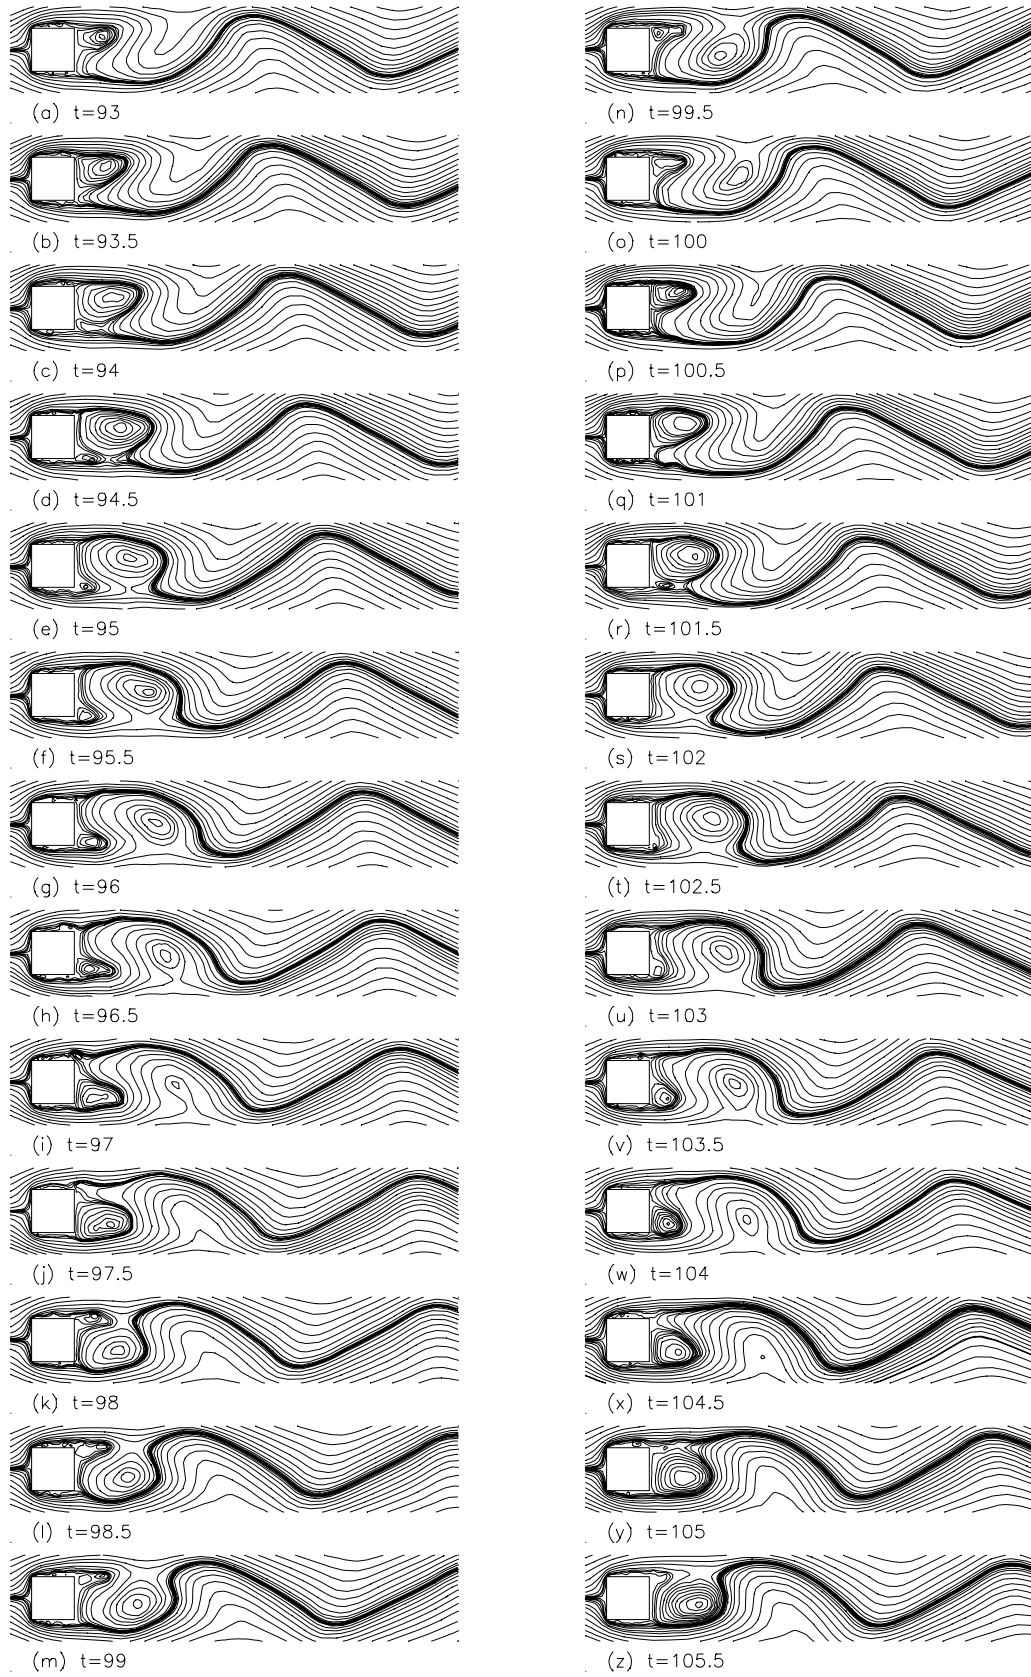 (a) t=93
(b) t=93.5
(c) t=94
(d) t=94.5
(e) t=95
(f) t=95.5
(g) t=96
(h) t=96.5
(i) t=97
(j) t=97.5
(k) t=98
(l) t=98.5
(m) t=99
(n) t=99.5
(o) t=100
(p) t=100.5
(q) t=101
(r) t=101.5
(s) t=102
(t) t=102.5
(u) t=103
(v) t=103.5
(w) t=104
(x) t=104.5
(y) t=105
(z) t=105.5